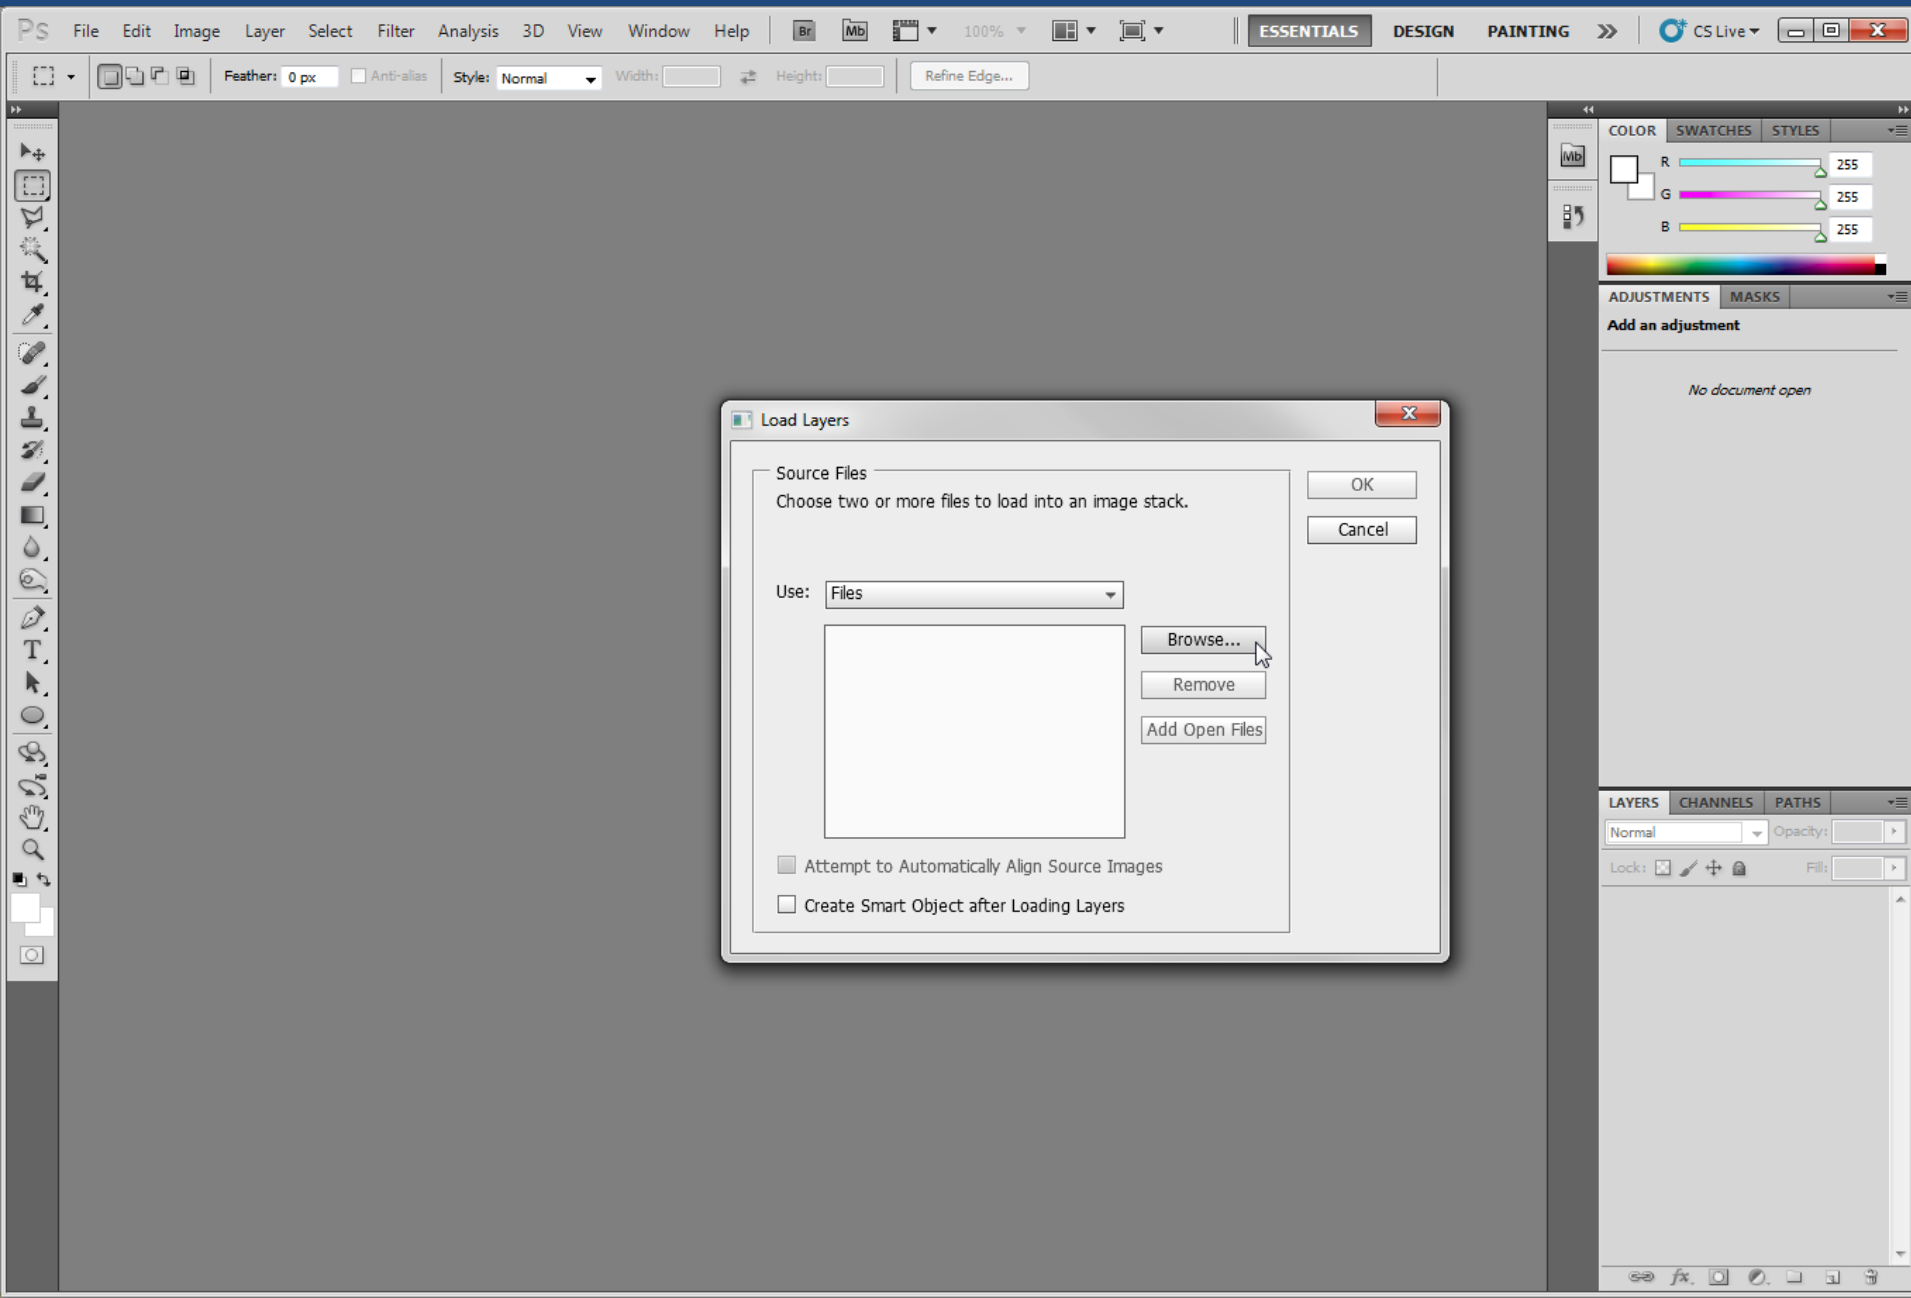 Ps File Edit Image Layer Select Filter Analysis 3D View Window Help Br Mb 100% ESSENTIALS DESIGN PAINTING CS Live
Feather: 0 px Anti-alias Style: Normal Width: Height: Refine Edge...
COLOR SWATCHES STYLES
Mb
R 255
G 255
B 255
ADJUSTMENTS MASKS
Add an adjustment
No document open
Load Layers
Source Files
Choose two or more files to load into an image stack.
OK
Cancel
Use: Files
Browse...
Remove
Add Open Files
Attempt to Automatically Align Source Images
Create Smart Object after Loading Layers
T
LAYERS CHANNELS PATHS
Normal Opacity:
Lock: Fill:
fx